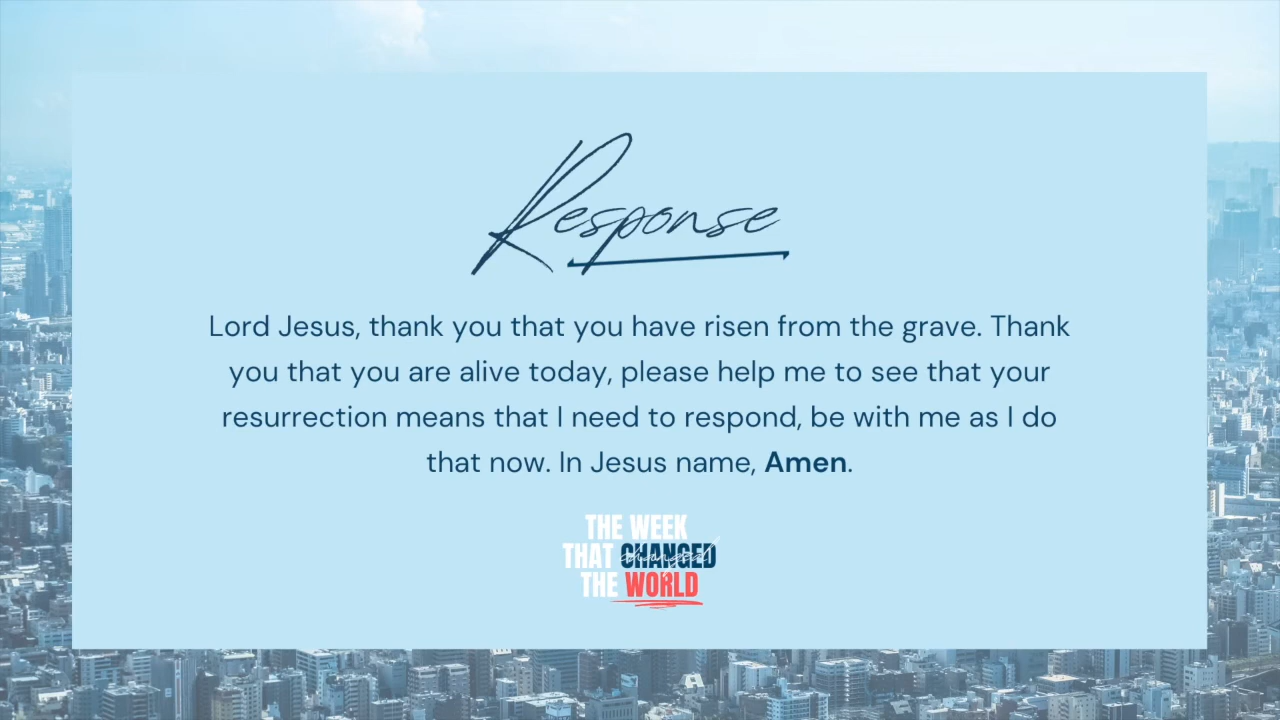 Response
Lord Jesus, thank you that you have risen from the grave. Thank
you that you are alive today, please help me to see that your
resurrection means that I need to respond, be with me as I do
that now. In Jesus name, Amen.
THE WEEK
THAT CHANGED
THE WORLD